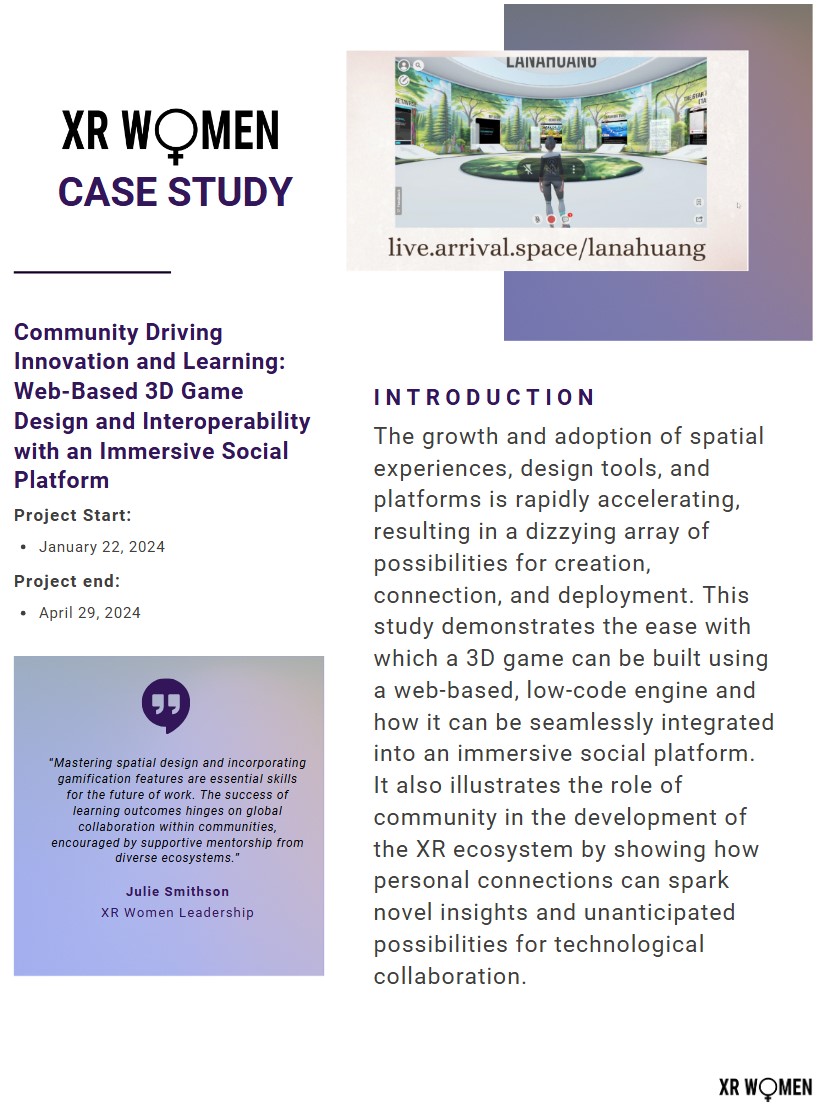 XR WOMEN
CASE STUDY
LANAHUANG
live.arrival.space/lanahuang
Community Driving
Innovation and Learning:
Web-Based 3D Game
Design and Interoperability
with an Immersive Social
Platform
Project Start:
• January 22, 2024
Project end:
• April 29, 2024
"Mastering spatial design and incorporating
gamification features are essential skills
for the future of work. The success of
learning outcomes hinges on global
collaboration within communities,
encouraged by supportive mentorship from
diverse ecosystems."
Julie Smithson
XR Women Leadership
INTRODUCTION
The growth and adoption of spatial
experiences, design tools, and
platforms is rapidly accelerating,
resulting in a dizzying array of
possibilities for creation,
connection, and deployment. This
study demonstrates the ease with
which a 3D game can be built using
a web-based, low-code engine and
how it can be seamlessly integrated
into an immersive social platform.
It also illustrates the role of
community in the development of
the XR ecosystem by showing how
personal connections can spark
novel insights and unanticipated
possibilities for technological
collaboration.
XR WOMEN